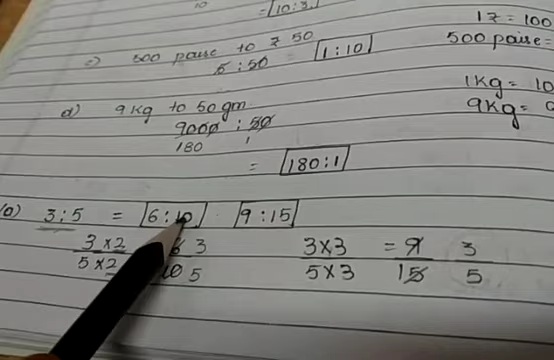 = 10:3
1₹ = 100
c) 500 paise to ₹ 50
5 : 50 = 1:10
500 paise =
1kg = 10
d) 9kg to 50gm
9kg =
9000 : 50
180 1
= 180:1
3:5 = 6:10 9:15
3×2 6 3 3×3 = 9 3
5×2 10 5 5×3 15 5